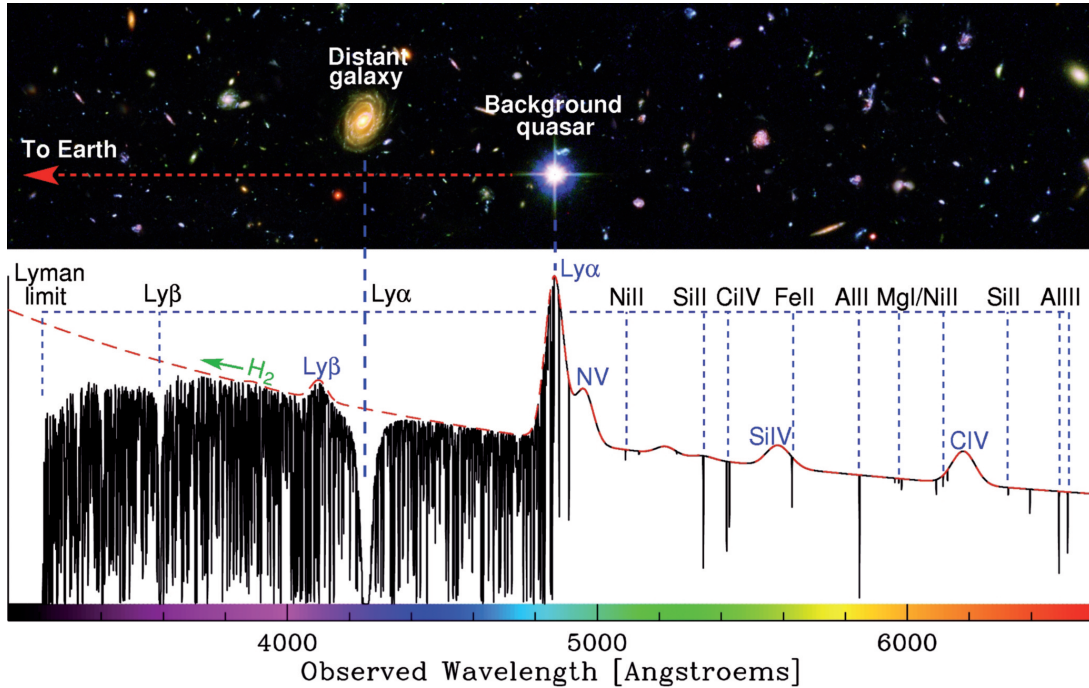 Distant
galaxy
Background
quasar
To Earth
Lyman
limit
Lyβ
Lyα
Lyα
NiII
SiII
CiIV
FeII
AlII
MgI/NiII
SiII
AlIII
H2
Lyβ
NV
SiIV
CIV
4000
5000
6000
Observed Wavelength [Angstroems]